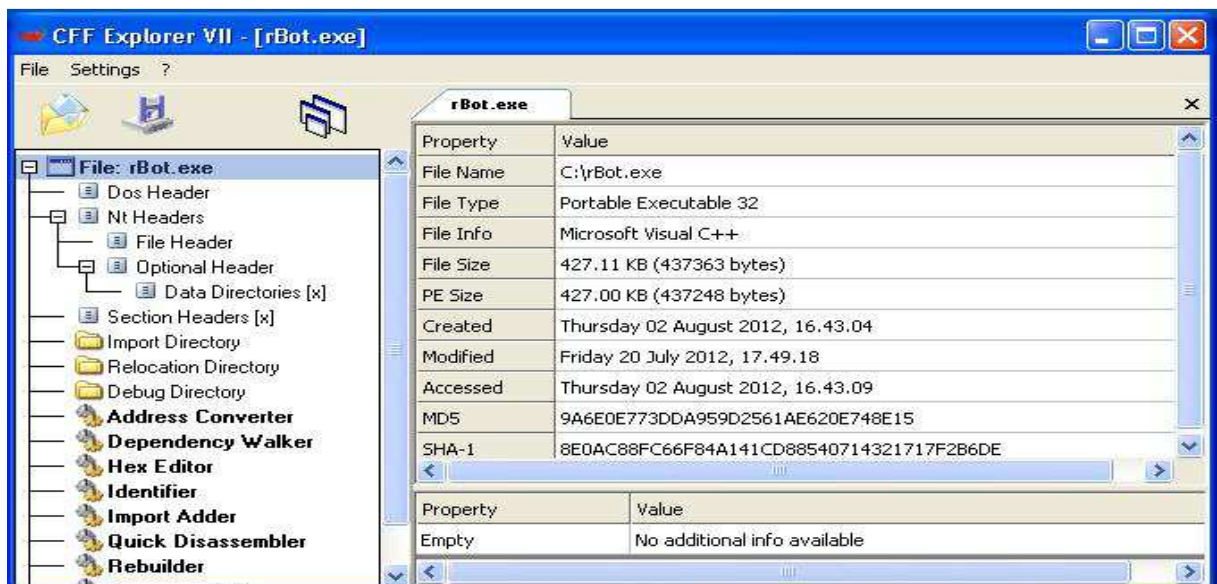 CFF Explorer VII - [rBot.exe]
File Settings ?
rBot.exe
File: rBot.exe
Dos Header
Nt Headers
File Header
Optional Header
Data Directories [x]
Section Headers [x]
Import Directory
Relocation Directory
Debug Directory
Address Converter
Dependency Walker
Hex Editor
Identifier
Import Adder
Quick Disassembler
Rebuilder
Property Value
File Name C:\rBot.exe
File Type Portable Executable 32
File Info Microsoft Visual C++
File Size 427.11 KB (437363 bytes)
PE Size 427.00 KB (437248 bytes)
Created Thursday 02 August 2012, 16.43.04
Modified Friday 20 July 2012, 17.49.18
Accessed Thursday 02 August 2012, 16.43.09
MD5 9A6E0E773DDA959D2561AE620E748E15
SHA-1 8E0AC88FC66F84A141CD88540714321717F2B6DE
Property Value
Empty No additional info available